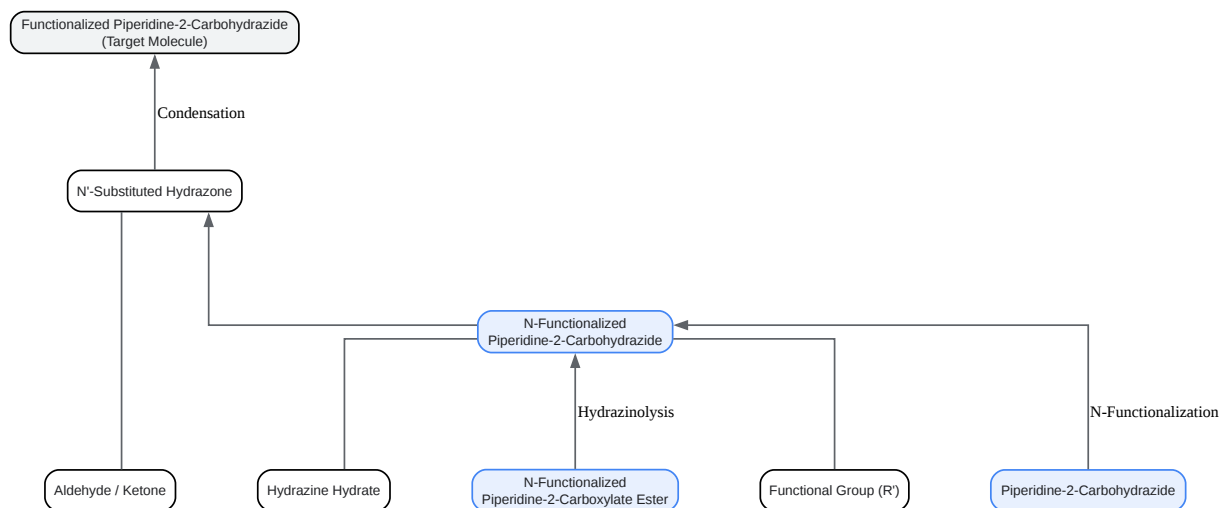 Functionalized Piperidine-2-Carbohydrazide
(Target Molecule)
Condensation
N'-Substituted Hydrazone
N-Functionalized
Piperidine-2-Carbohydrazide
Hydrazinolysis
N-Functionalization
Aldehyde / Ketone
Hydrazine Hydrate
N-Functionalized
Piperidine-2-Carboxylate Ester
Functional Group (R')
Piperidine-2-Carbohydrazide